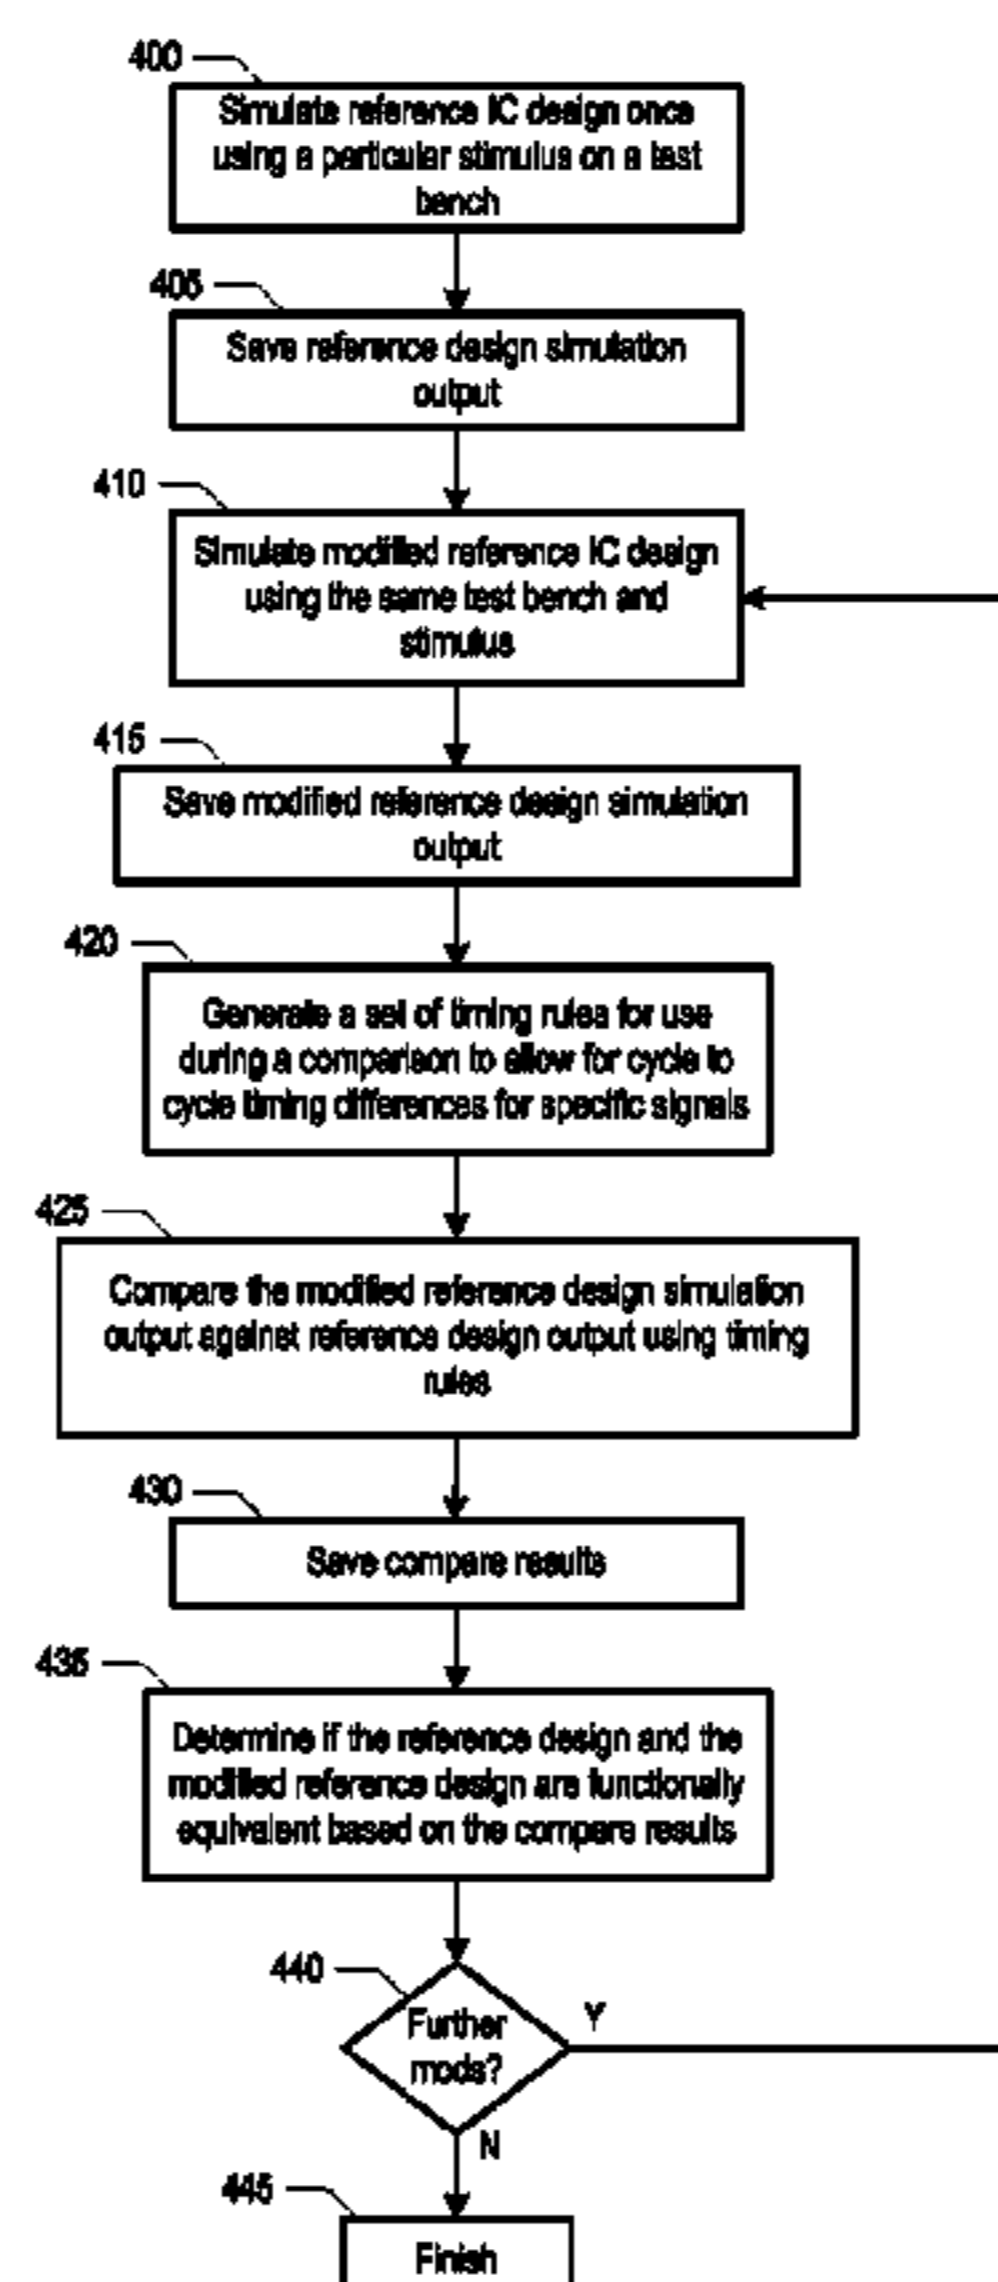 400
Simulate reference IC design once
using a particular stimulus on a test
bench
405
Save reference design simulation
output
410
Simulate modified reference IC design
using the same test bench and
stimulus
415
Save modified reference design simulation
output
420
Generate a set of timing rules for use
during a comparison to allow for cycle to
cycle timing differences for specific signals
425
Compare the modified reference design simulation
output against reference design output using timing
rules
430
Save compare results
435
Determine if the reference design and the
modified reference design are functionally
equivalent based on the compare results
440
Further
mods?
Y
N
445
Finish